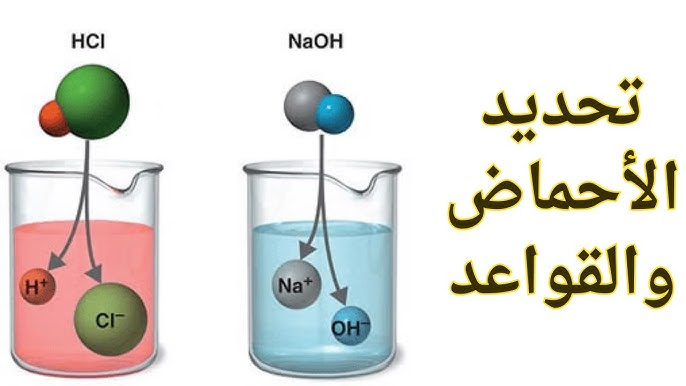 HCl
NaOH
H⁺
Cl⁻
Na⁺
OH⁻
تحديد
الأحماض
والقواعد